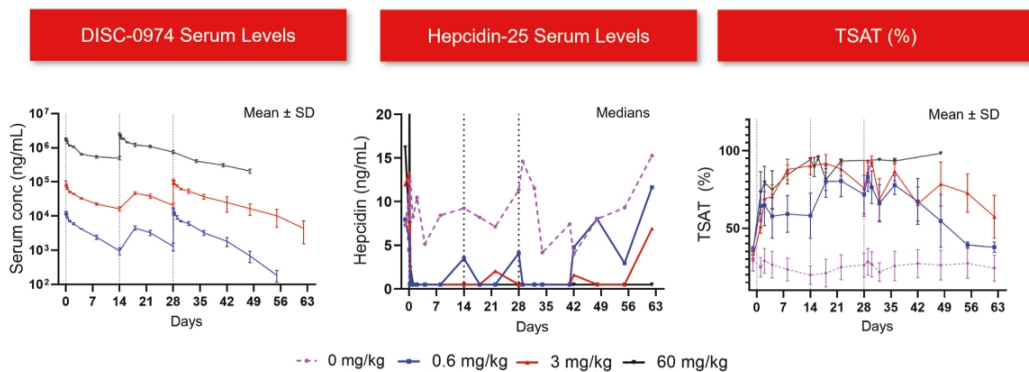 DISC-0974 Serum Levels
Hepcidin-25 Serum Levels
TSAT (%)
Mean ± SD
Serum conc (ng/mL)
10⁷
10⁶
10⁵
10⁴
10³
10²
0 7 14 21 28 35 42 49 56 63
Days
Medians
Hepcidin (ng/mL)
20
15
10
5
0
0 7 14 21 28 35 42 49 56 63
Days
Mean ± SD
TSAT (%)
100
50
0 7 14 21 28 35 42 49 56 63
Days
0 mg/kg 0.6 mg/kg 3 mg/kg 60 mg/kg